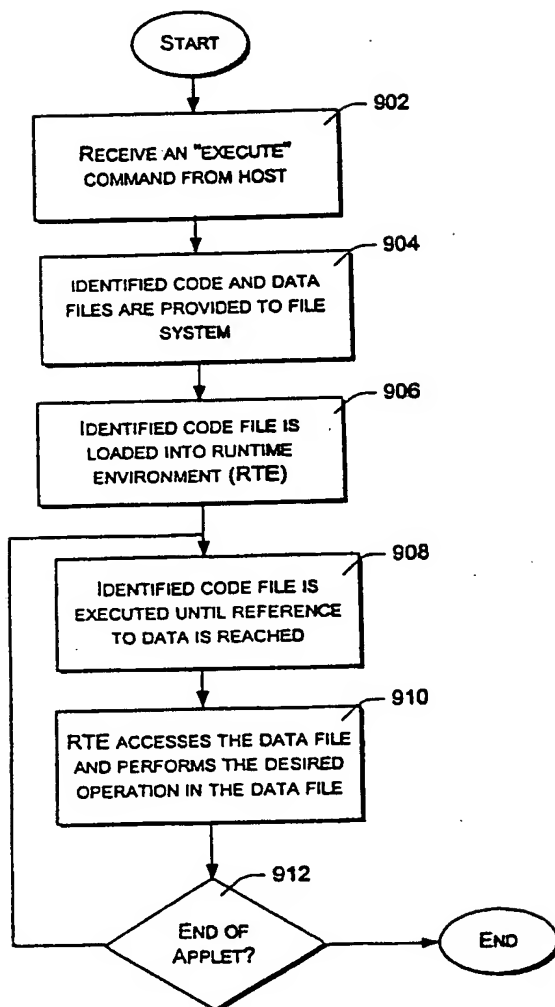 START
902
RECEIVE AN "EXECUTE"
COMMAND FROM HOST
904
IDENTIFIED CODE AND DATA
FILES ARE PROVIDED TO FILE
SYSTEM
906
IDENTIFIED CODE FILE IS
LOADED INTO RUNTIME
ENVIRONMENT (RTE)
908
IDENTIFIED CODE FILE IS
EXECUTED UNTIL REFERENCE
TO DATA IS REACHED
910
RTE ACCESSES THE DATA FILE
AND PERFORMS THE DESIRED
OPERATION IN THE DATA FILE
912
END OF
APPLET?
END